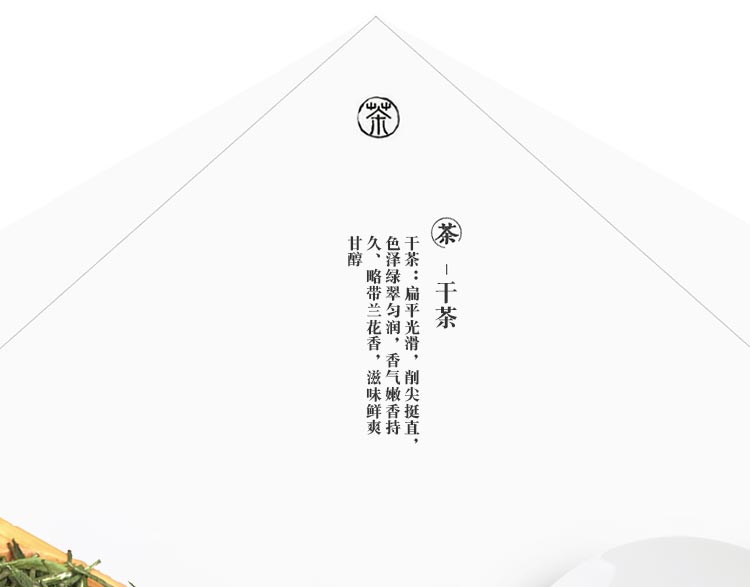 茶
茶
干茶
干茶：扁平光滑，削尖挺直，
色泽绿翠匀润，香气嫩香持
久、略带兰花香，滋味鲜爽
甘醇